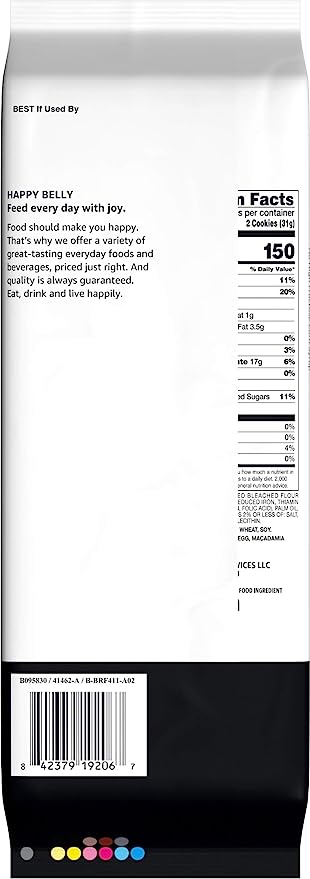 BEST If Used By
HAPPY BELLY
Feed every day with joy.
Food should make you happy.
That's why we offer a variety of
great-tasting everyday foods and
beverages, priced just right. And
quality is always guaranteed.
Eat, drink and live happily.
n Facts
s per container
2 Cookies (31g)
150
% Daily Value*
11%
20%
at 1g
at 3.5g
0%
3%
ate 17g 6%
0%
ed Sugars 11%
0%
0%
4%
0%
you how much a nutrient in
s to a daily diet. 2,000
eneral nutrition advice.
ED BLEACHED FLOUR
EDUCED IRON, THIAMIN
, FOLIC ACID), PALM OIL,
S 2% OR LESS OF: SALT,
LECITHIN.
WHEAT, SOY.
EGG, MACADAMIA
VICES LLC
FOOD INGREDIENT
B095830 / 41462-A / B-BRF411-A02
8 42379 19206 7